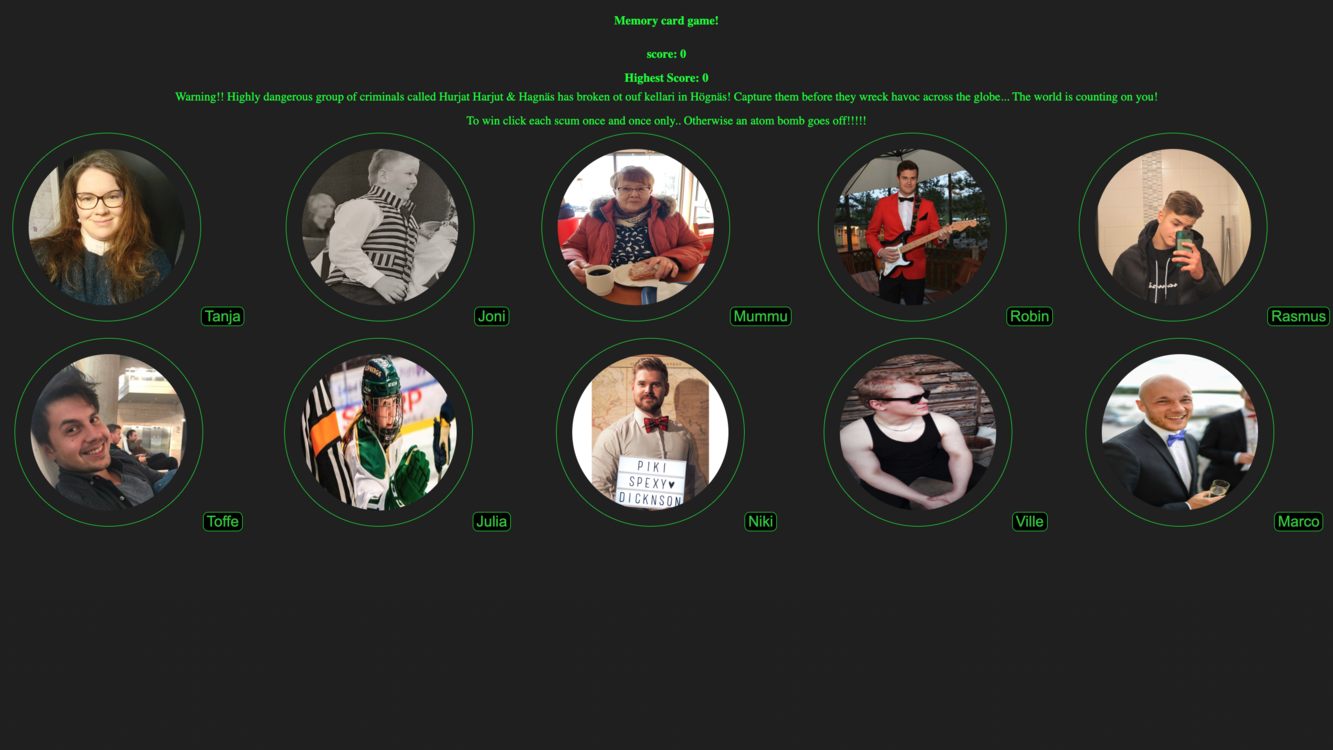 Memory card game!
score: 0
Highest Score: 0
Warning!! Highly dangerous group of criminals called Hurjat Harjut & Hagnäs has broken ot ouf kellari in Högnäs! Capture them before they wreck havoc across the globe... The world is counting on you!
To win click each scum once and once only.. Otherwise an atom bomb goes off!!!!!
Tanja
Joni
Mummu
Robin
Rasmus
PIKI
SPEXY♥
DICKNSON
Toffe
Julia
Niki
Ville
Marco